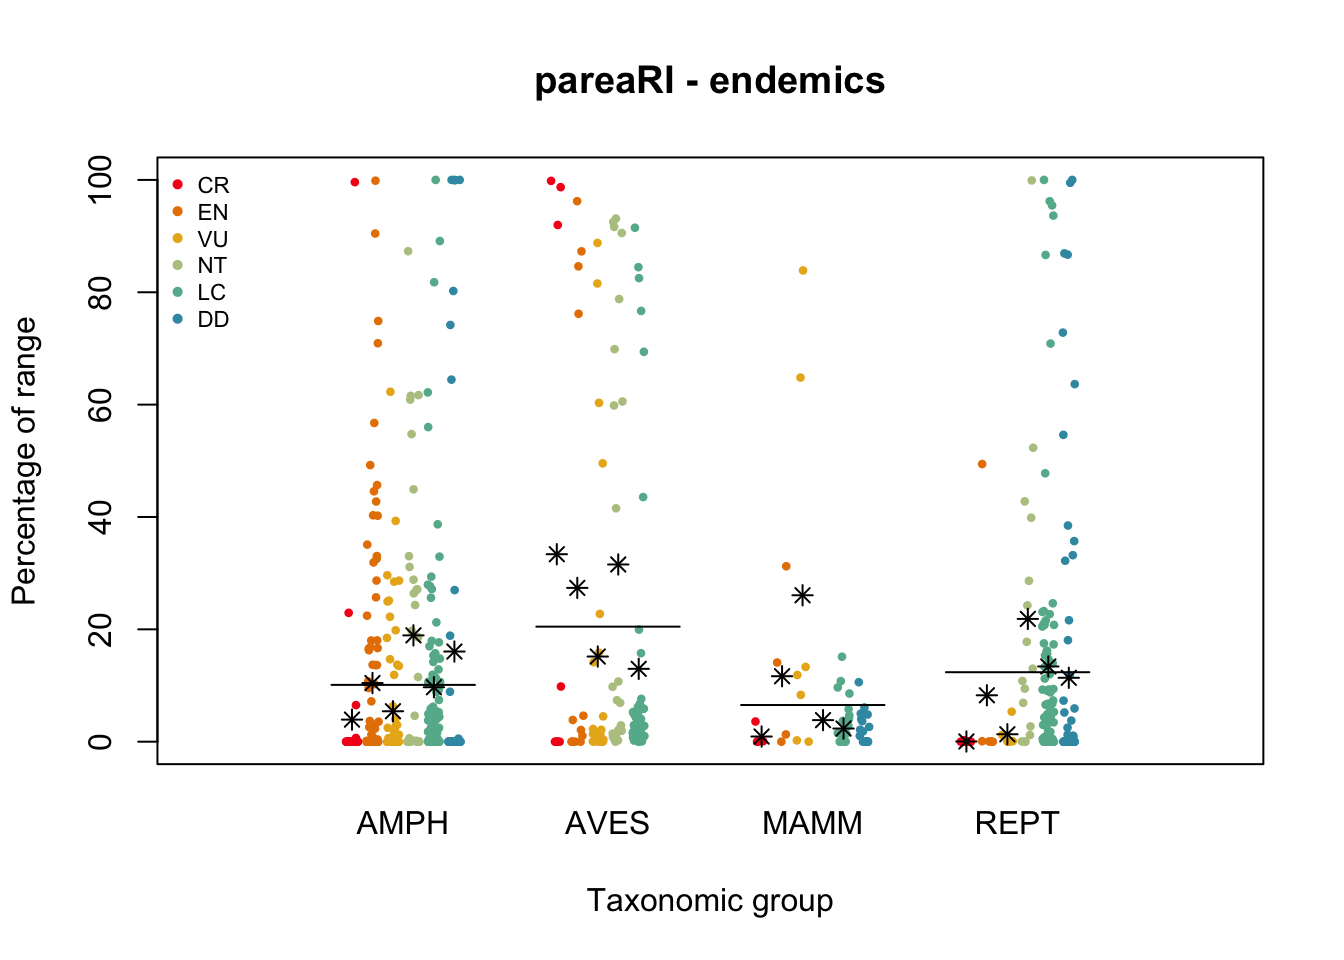 pareaRI - endemics
CR
EN
VU
NT
LC
DD
Percentage of range
100
80
60
40
20
0
AMPH AVES MAMM REPT
Taxonomic group